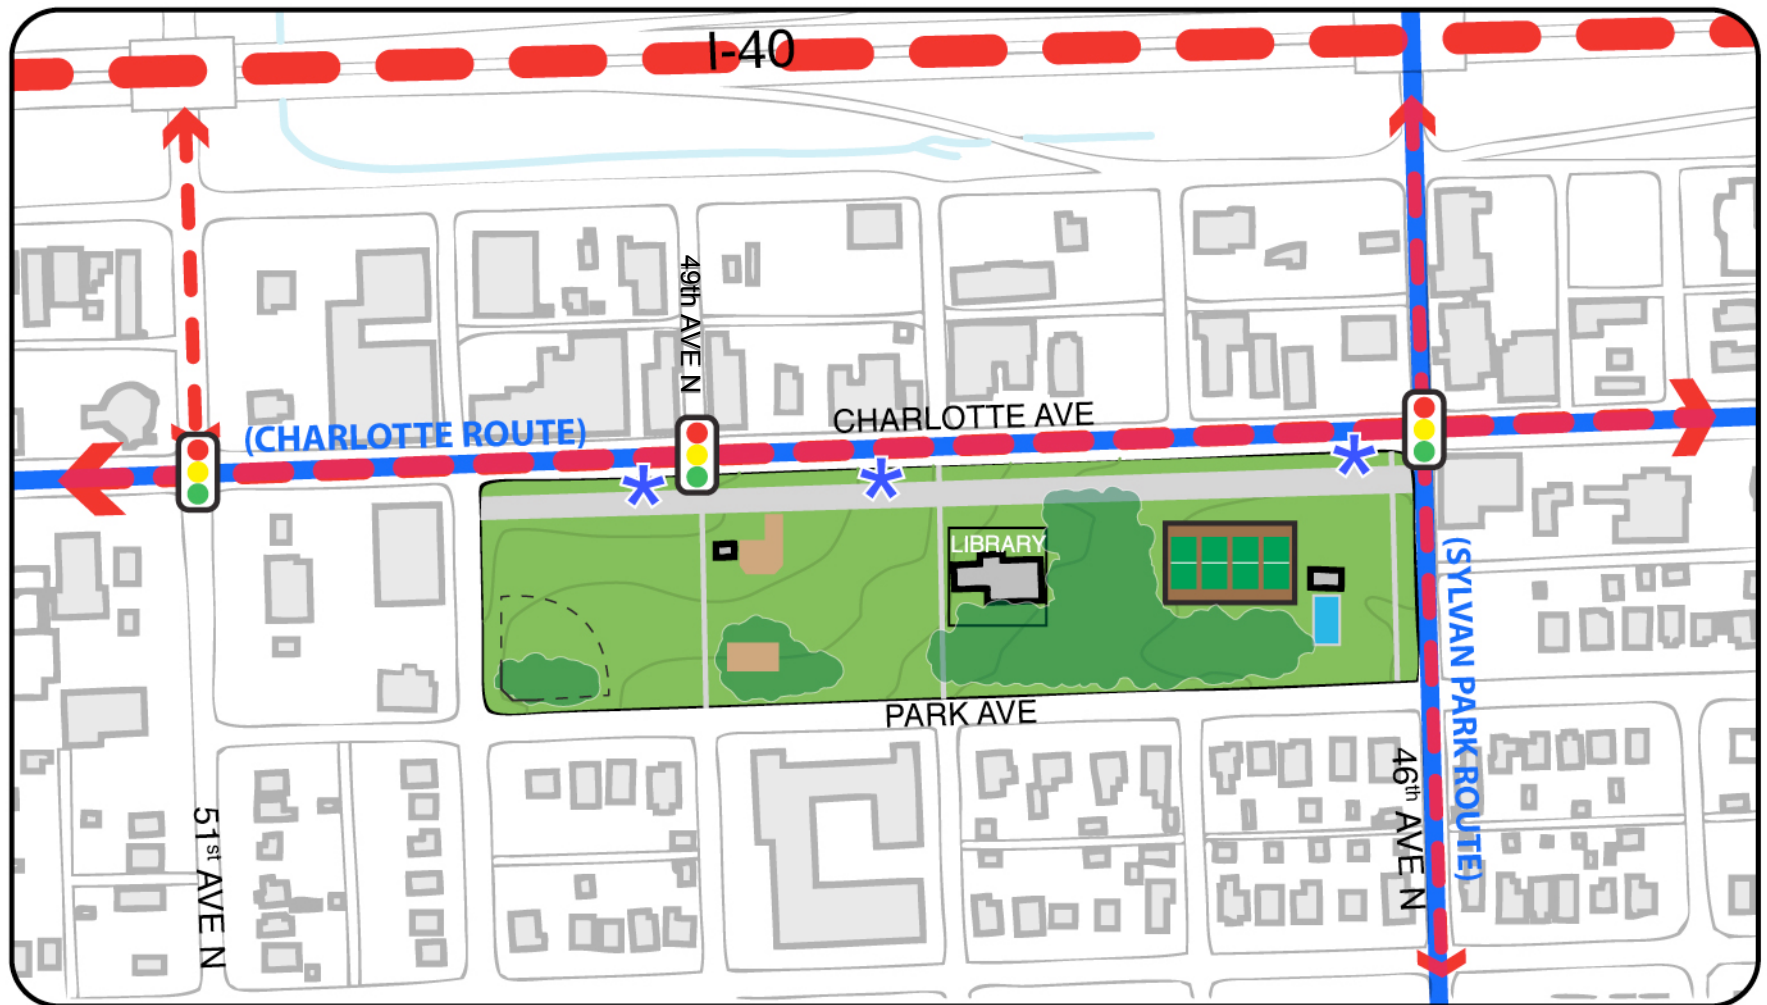 I-40
49th AVE N
CHARLOTTE AVE
(CHARLOTTE ROUTE)
LIBRARY
(SYLVAN PARK ROUTE)
PARK AVE
46th AVE N
51st AVE N